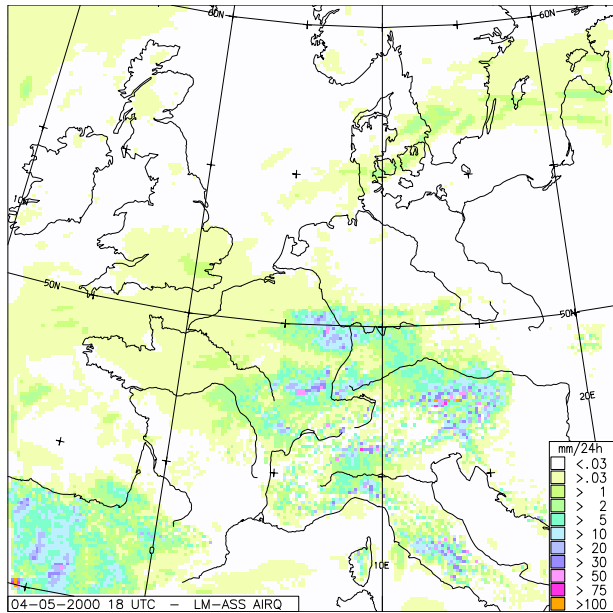 60N
60N
10W
50N
50N
20E
0
10E
mm/24h
<.03
>.03
> 1
> 2
> 5
> 10
> 20
> 30
> 50
> 75
>100
04-05-2000 18 UTC – LM-ASS AIRQ